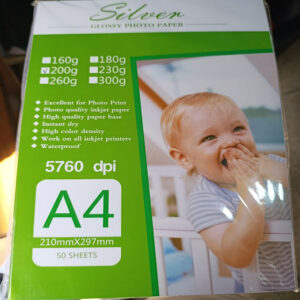 Silver
GLOSSY PHOTO PAPER
160g 180g
200g 230g
260g 300g
Excellent for Photo Print
Photo quality inkjet paper
High quality paper base
Instant dry
High color density
Work on all inkjet printers
Waterproof
5760 dpi
A4
210mmX297mm
50 SHEETS